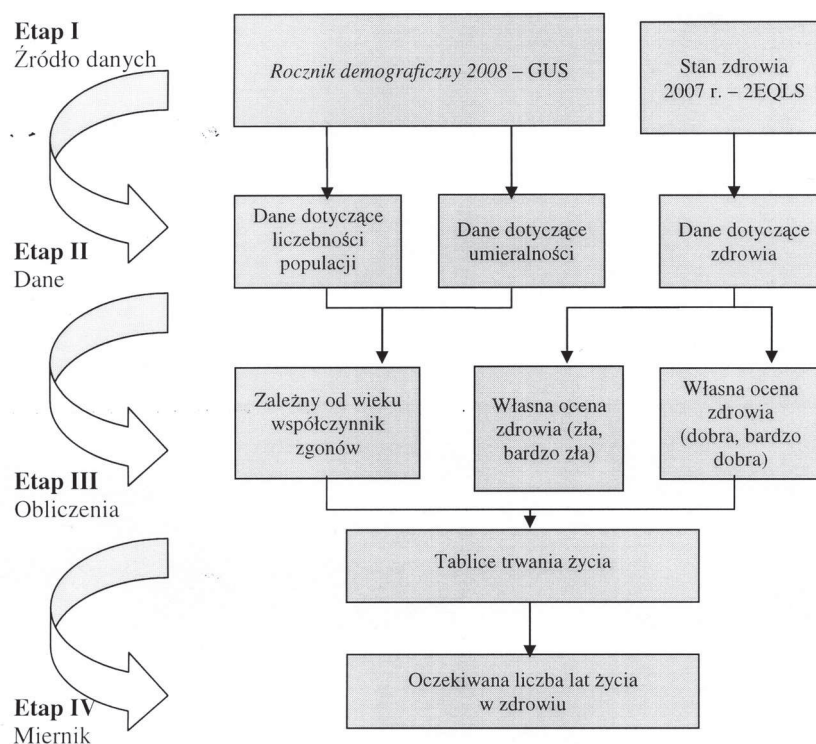 Etap I
Źródło danych
Rocznik demograficzny 2008 – GUS
Stan zdrowia
2007 r. – 2EQLS
Etap II
Dane
Dane dotyczące
liczebności
populacji
Dane dotyczące
umieralności
Dane dotyczące
zdrowia
Zależny od wieku
współczynnik
zgonów
Własna ocena
zdrowia (zła,
bardzo zła)
Własna ocena
zdrowia
(dobra, bardzo
dobra)
Etap III
Obliczenia
Tablice trwania życia
Etap IV
Miernik
Oczekiwana liczba lat życia
w zdrowiu